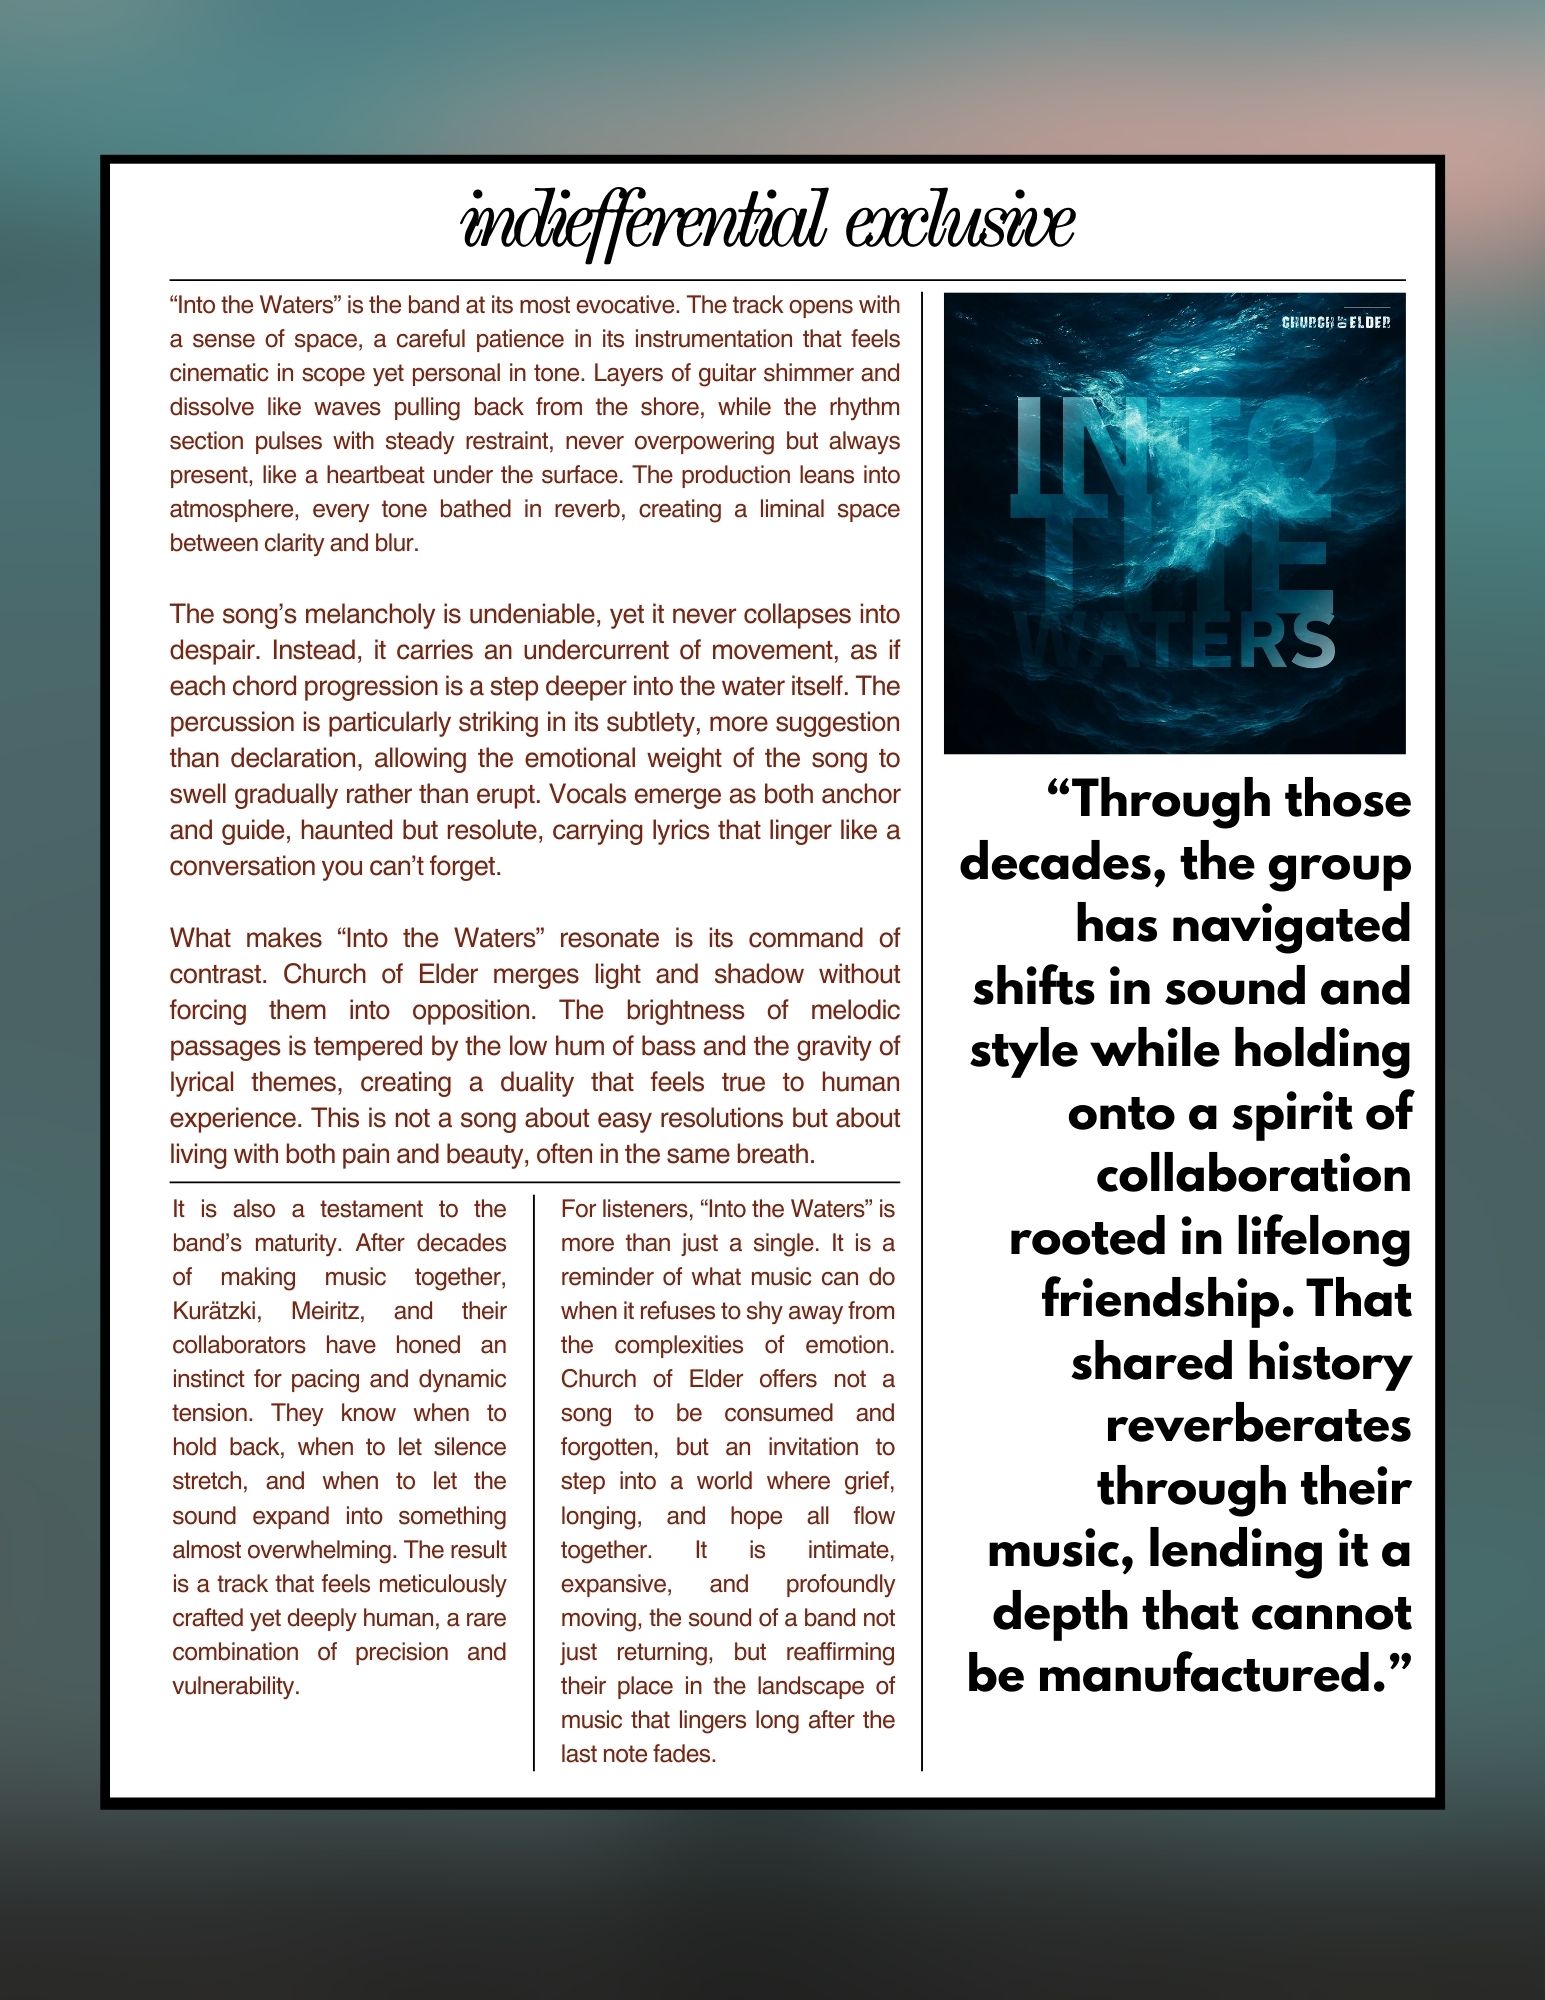 indiefferential exclusive
“Into the Waters” is the band at its most evocative. The track opens with
a sense of space, a careful patience in its instrumentation that feels
cinematic in scope yet personal in tone. Layers of guitar shimmer and
dissolve like waves pulling back from the shore, while the rhythm
section pulses with steady restraint, never overpowering but always
present, like a heartbeat under the surface. The production leans into
atmosphere, every tone bathed in reverb, creating a liminal space
between clarity and blur.
The song’s melancholy is undeniable, yet it never collapses into
despair. Instead, it carries an undercurrent of movement, as if
each chord progression is a step deeper into the water itself. The
percussion is particularly striking in its subtlety, more suggestion
than declaration, allowing the emotional weight of the song to
swell gradually rather than erupt. Vocals emerge as both anchor
and guide, haunted but resolute, carrying lyrics that linger like a
conversation you can’t forget.
What makes “Into the Waters” resonate is its command of
contrast. Church of Elder merges light and shadow without
forcing them into opposition. The brightness of melodic
passages is tempered by the low hum of bass and the gravity of
lyrical themes, creating a duality that feels true to human
experience. This is not a song about easy resolutions but about
living with both pain and beauty, often in the same breath.
It is also a testament to the
band’s maturity. After decades
of making music together,
Kurätzki, Meiritz, and their
collaborators have honed an
instinct for pacing and dynamic
tension. They know when to
hold back, when to let silence
stretch, and when to let the
sound expand into something
almost overwhelming. The result
is a track that feels meticulously
crafted yet deeply human, a rare
combination of precision and
vulnerability.
For listeners, “Into the Waters” is
more than just a single. It is a
reminder of what music can do
when it refuses to shy away from
the complexities of emotion.
Church of Elder offers not a
song to be consumed and
forgotten, but an invitation to
step into a world where grief,
longing, and hope all flow
together. It is intimate,
expansive, and profoundly
moving, the sound of a band not
just returning, but reaffirming
their place in the landscape of
music that lingers long after the
last note fades.
CHURCH OF ELDER
INTO
THE
WATERS
“Through those
decades, the group
has navigated
shifts in sound and
style while holding
onto a spirit of
collaboration
rooted in lifelong
friendship. That
shared history
reverberates
through their
music, lending it a
depth that cannot
be manufactured.”